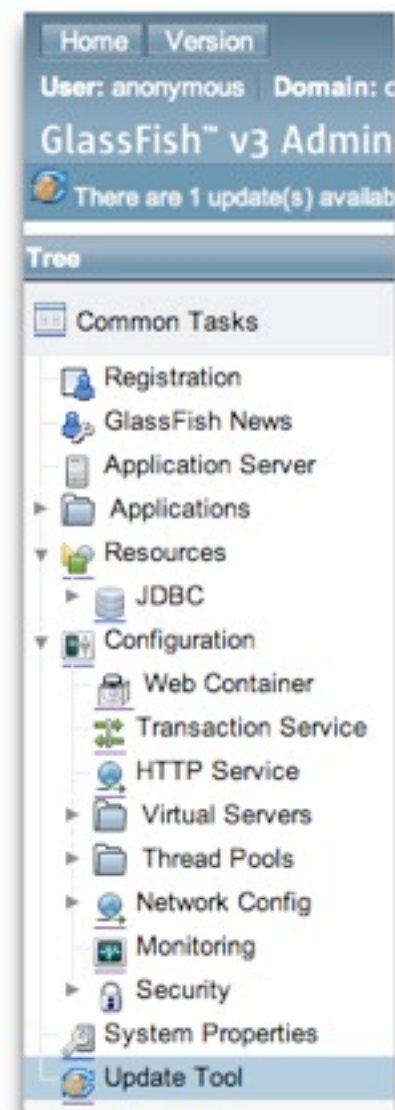 Home Version
User: anonymous Domain:
GlassFish™ v3 Admin
There are 1 update(s)
Tree
Common Tasks
Registration
GlassFish News
Application Server
Applications
Resources
JDBC
Configuration
Web Container
Transaction Service
HTTP Service
Virtual Servers
Thread Pools
Network Config
Monitoring
Security
System Properties
Update Tool